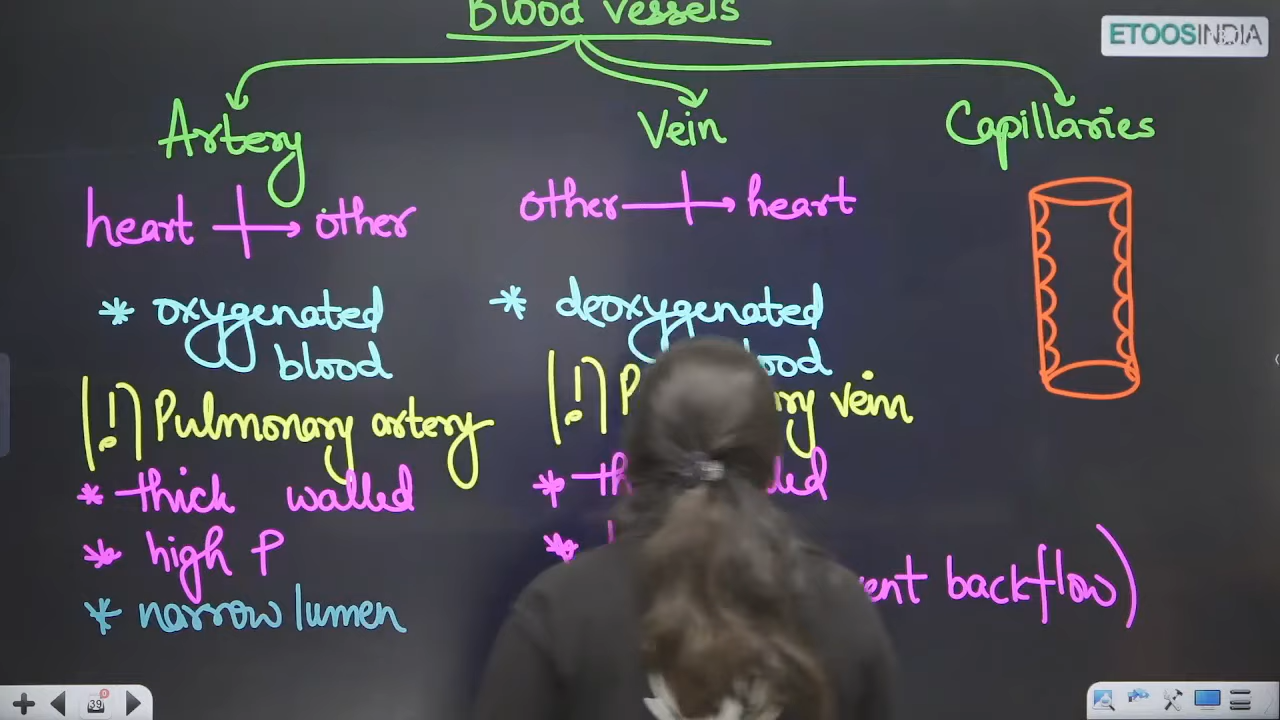 Blood vessels
ETOOSINDIA
Artery
Vein
Capillaries
heart → other
other → heart
* oxygenated
blood
* deoxygenated
(!) Pulmonary artery
(!) vein
* thick walled
* high P
backflow)
* narrow lumen
39